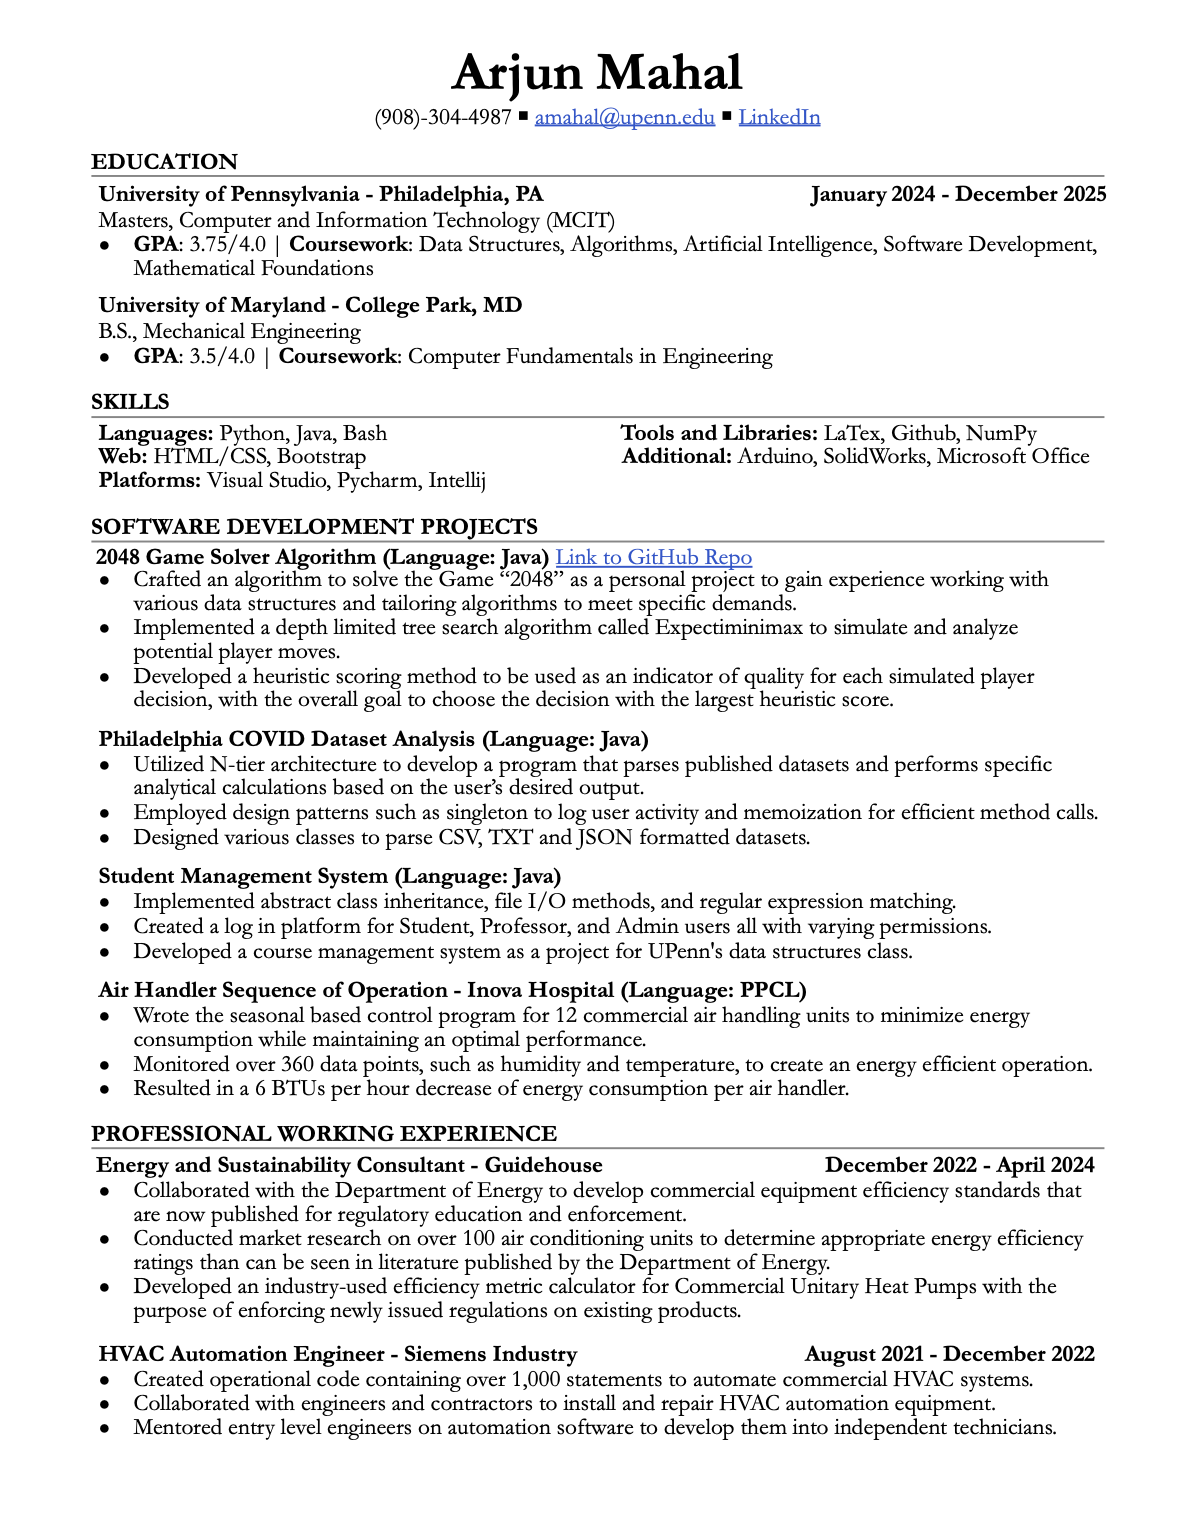 Arjun Mahal
(908)-304-4987 ▪ amahal@upenn.edu ▪ LinkedIn
EDUCATION
University of Pennsylvania - Philadelphia, PA January 2024 - December 2025
Masters, Computer and Information Technology (MCIT)
● GPA: 3.75/4.0 | Coursework: Data Structures, Algorithms, Artificial Intelligence, Software Development,
Mathematical Foundations
University of Maryland - College Park, MD
B.S., Mechanical Engineering
● GPA: 3.5/4.0 | Coursework: Computer Fundamentals in Engineering
SKILLS
Languages: Python, Java, Bash Tools and Libraries: LaTex, Github, NumPy
Web: HTML/CSS, Bootstrap Additional: Arduino, SolidWorks, Microsoft Office
Platforms: Visual Studio, Pycharm, Intellij
SOFTWARE DEVELOPMENT PROJECTS
2048 Game Solver Algorithm (Language: Java) Link to GitHub Repo
● Crafted an algorithm to solve the Game “2048” as a personal project to gain experience working with
various data structures and tailoring algorithms to meet specific demands.
● Implemented a depth limited tree search algorithm called Expectiminimax to simulate and analyze
potential player moves.
● Developed a heuristic scoring method to be used as an indicator of quality for each simulated player
decision, with the overall goal to choose the decision with the largest heuristic score.
Philadelphia COVID Dataset Analysis (Language: Java)
● Utilized N-tier architecture to develop a program that parses published datasets and performs specific
analytical calculations based on the user’s desired output.
● Employed design patterns such as singleton to log user activity and memoization for efficient method calls.
● Designed various classes to parse CSV, TXT and JSON formatted datasets.
Student Management System (Language: Java)
● Implemented abstract class inheritance, file I/O methods, and regular expression matching.
● Created a log in platform for Student, Professor, and Admin users all with varying permissions.
● Developed a course management system as a project for UPenn's data structures class.
Air Handler Sequence of Operation - Inova Hospital (Language: PPCL)
● Wrote the seasonal based control program for 12 commercial air handling units to minimize energy
consumption while maintaining an optimal performance.
● Monitored over 360 data points, such as humidity and temperature, to create an energy efficient operation.
● Resulted in a 6 BTUs per hour decrease of energy consumption per air handler.
PROFESSIONAL WORKING EXPERIENCE
Energy and Sustainability Consultant - Guidehouse December 2022 - April 2024
● Collaborated with the Department of Energy to develop commercial equipment efficiency standards that
are now published for regulatory education and enforcement.
● Conducted market research on over 100 air conditioning units to determine appropriate energy efficiency
ratings than can be seen in literature published by the Department of Energy.
● Developed an industry-used efficiency metric calculator for Commercial Unitary Heat Pumps with the
purpose of enforcing newly issued regulations on existing products.
HVAC Automation Engineer - Siemens Industry August 2021 - December 2022
● Created operational code containing over 1,000 statements to automate commercial HVAC systems.
● Collaborated with engineers and contractors to install and repair HVAC automation equipment.
● Mentored entry level engineers on automation software to develop them into independent technicians.